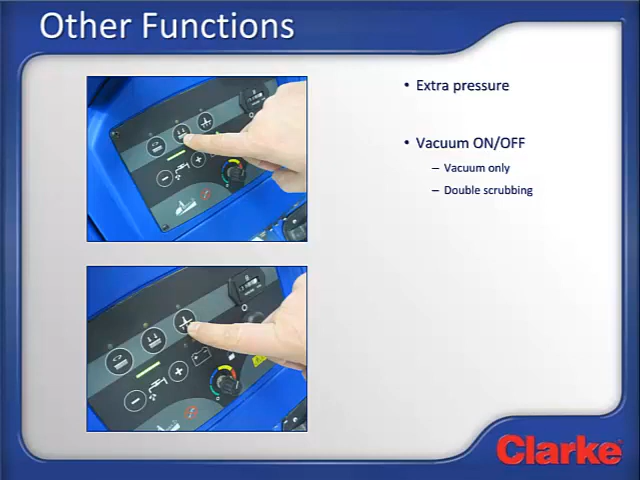 Other Functions
• Extra pressure
• Vacuum ON/OFF
– Vacuum only
– Double scrubbing
Clarke